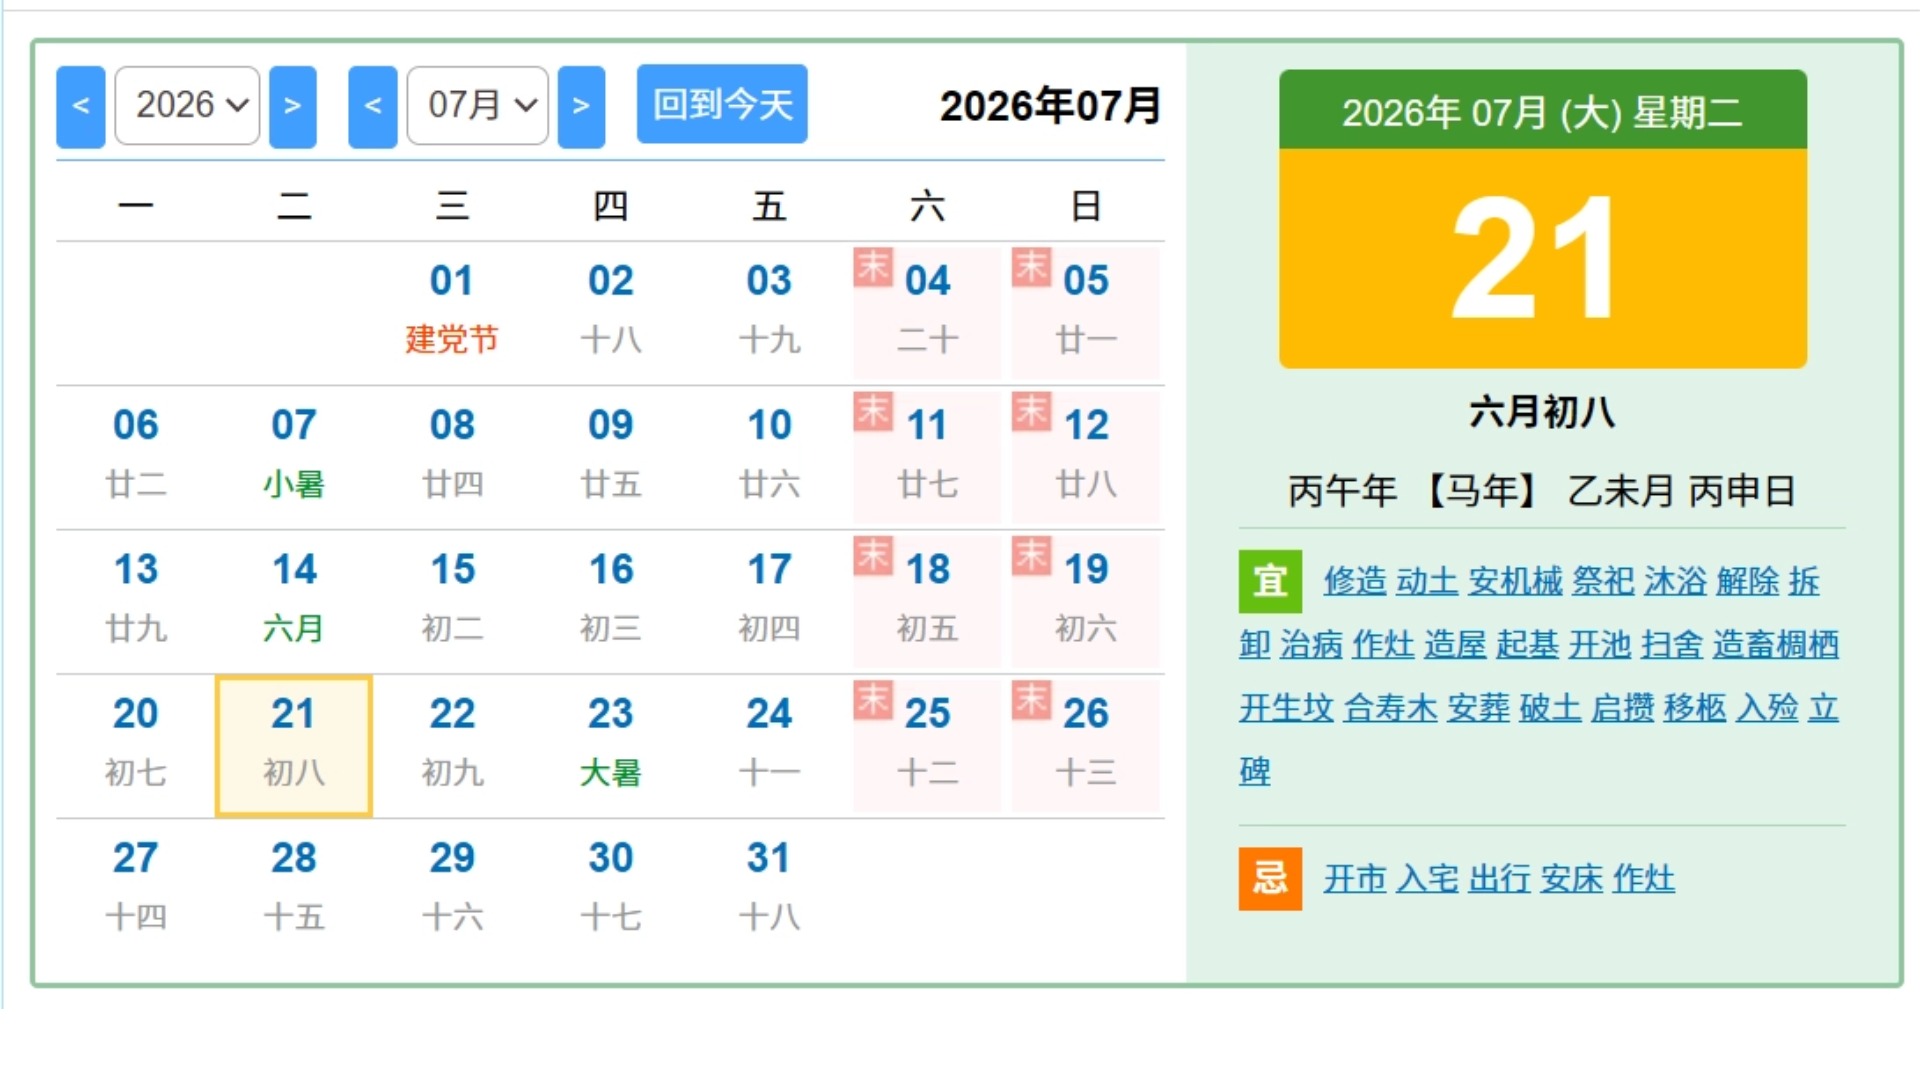 < 2026 > < 07月 > 回到今天 2026年07月
一 二 三 四 五 六 日
01 02 03 末 04 末 05
建党节 十八 十九 二十 廿一
06 07 08 09 10 末 11 末 12
廿二 小暑 廿四 廿五 廿六 廿七 廿八
13 14 15 16 17 末 18 末 19
廿九 六月 初二 初三 初四 初五 初六
20 21 22 23 24 末 25 末 26
初七 初八 初九 大暑 十一 十二 十三
27 28 29 30 31
十四 十五 十六 十七 十八
2026年 07月 (大) 星期二
21
六月初八
丙午年 【马年】 乙未月 丙申日
宜 修造 动土 安机械 祭祀 沐浴 解除 拆
卸 治病 作灶 造屋 起基 开池 扫舍 造畜椆栖
开生坟 合寿木 安葬 破土 启攒 移柩 入殓 立
碑
忌 开市 入宅 出行 安床 作灶